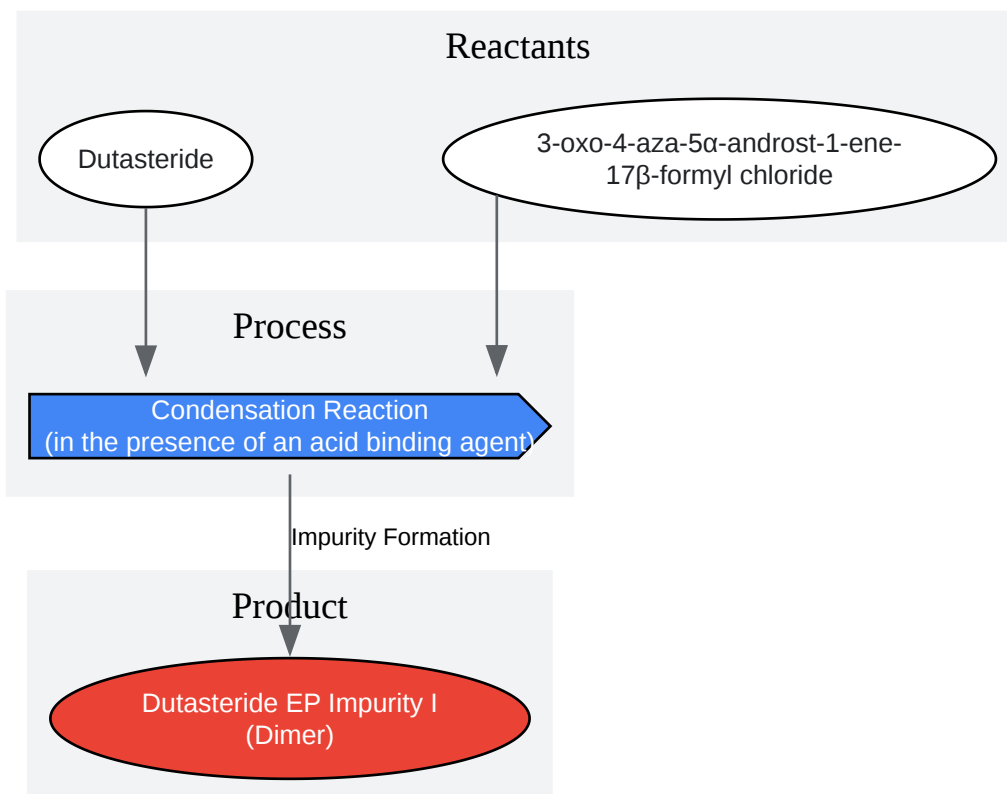 Reactants
Dutasteride
3-oxo-4-aza-5α-androst-1-ene-
17β-formyl chloride
Process
Condensation Reaction
(in the presence of an acid binding agent)
Impurity Formation
Product
Dutasteride EP Impurity I
(Dimer)